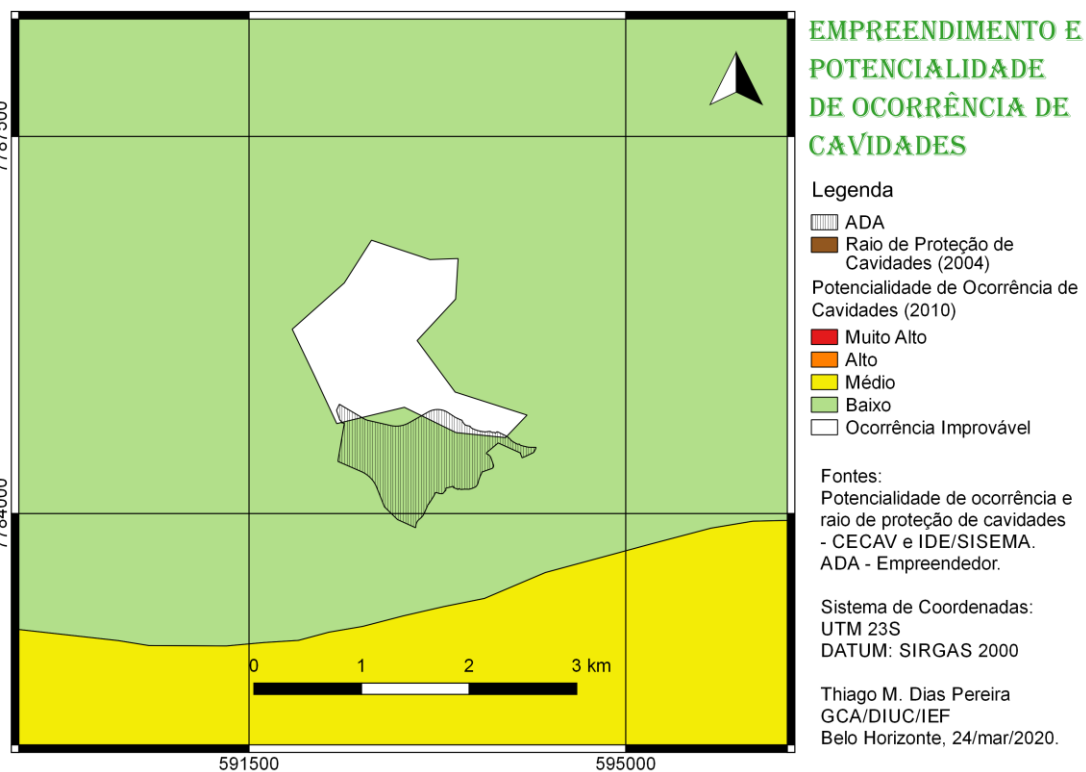 EMPREENDIMENTO E
POTENCIALIDADE
DE OCORRÊNCIA DE
CAVIDADES
Legenda
ADA
Raio de Proteção de
Cavidades (2004)
Potencialidade de Ocorrência de
Cavidades (2010)
Muito Alto
Alto
Médio
Baixo
Ocorrência Improvável
Fontes:
Potencialidade de ocorrência e
raio de proteção de cavidades
- CECAV e IDE/SISEMA.
ADA - Empreendedor.
Sistema de Coordenadas:
UTM 23S
DATUM: SIRGAS 2000
Thiago M. Dias Pereira
GCA/DIUC/IEF
Belo Horizonte, 24/mar/2020.
7787500
7784000
0 1 2 3 km
591500 595000